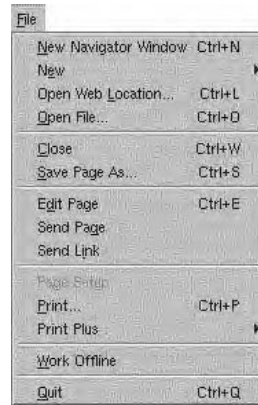 File
New Navigator Window Ctrl+N
New
Open Web Location... Ctrl+L
Open File... Ctrl+O
Close Ctrl+W
Save Page As... Ctrl+S
Edit Page Ctrl+E
Send Page
Send Link
Page Setup
Print... Ctrl+P
Print Plus
Work Offline
Quit Ctrl+Q